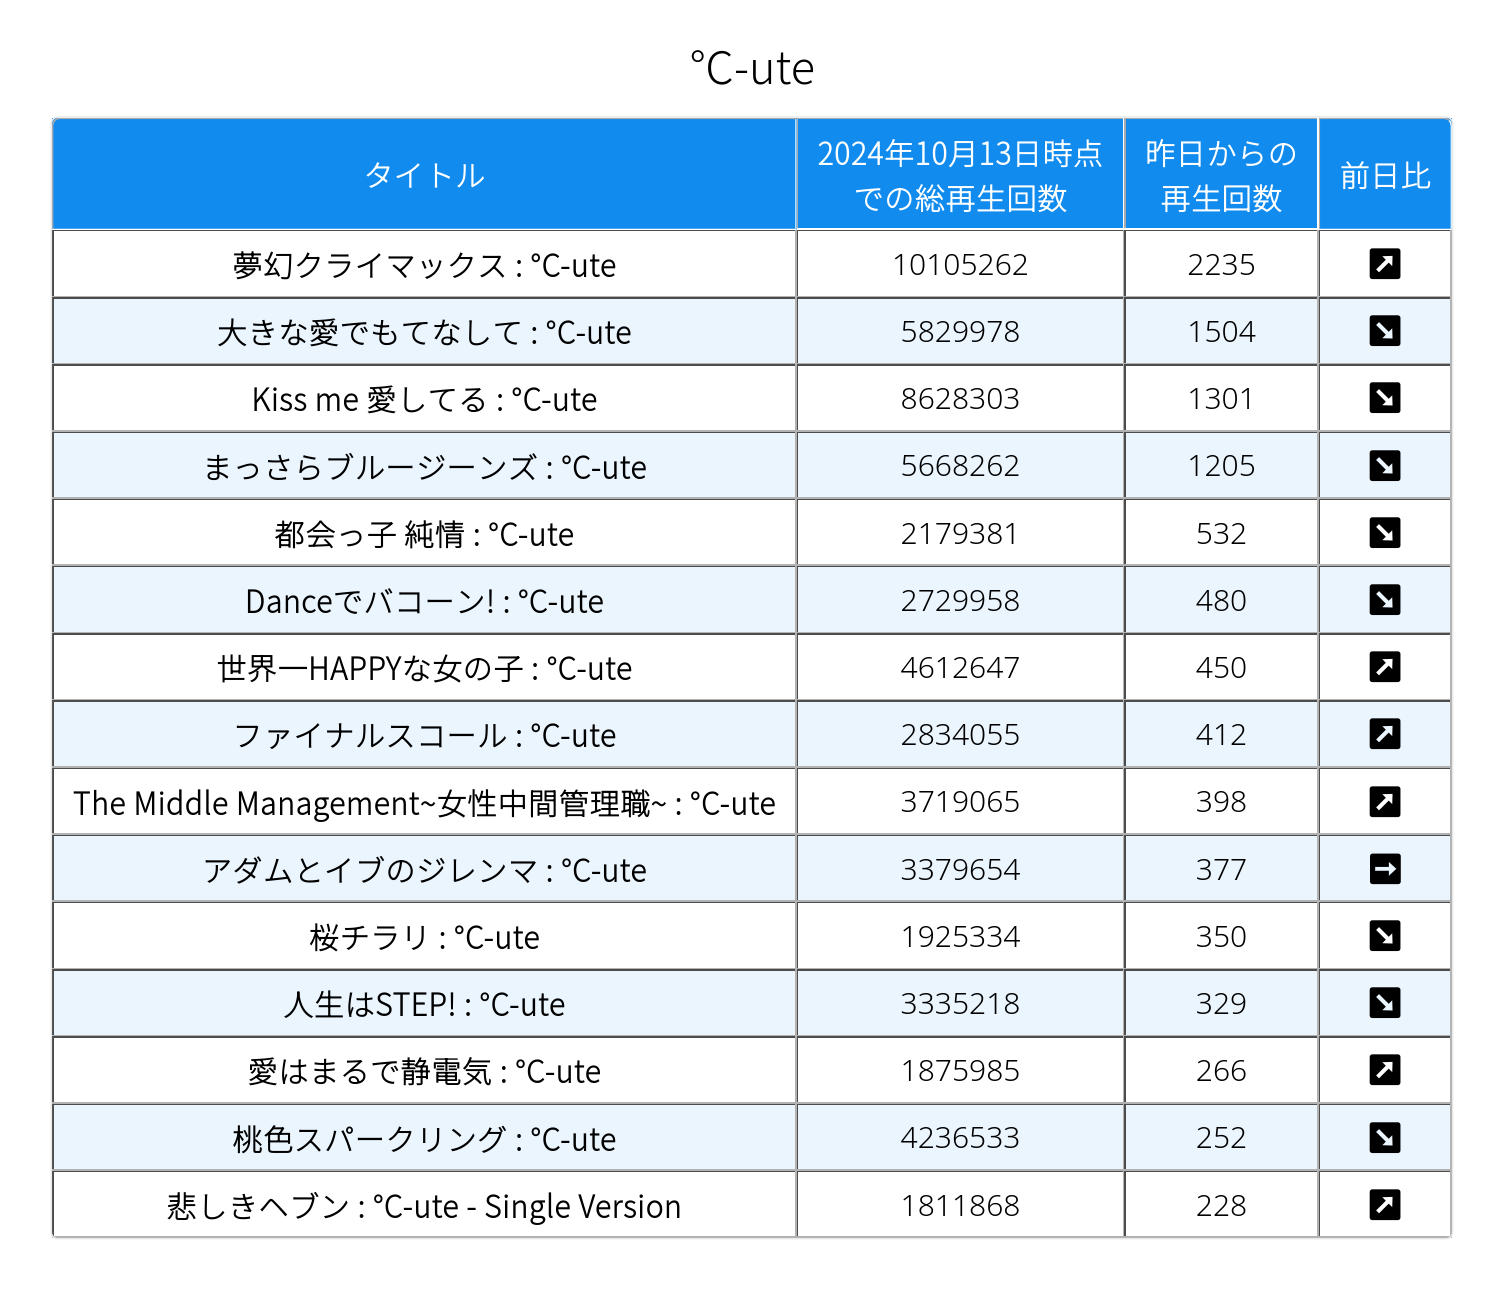 ℃-ute
タイトル 2024年10月13日時点での総再生回数 昨日からの再生回数 前日比
夢幻クライマックス : ℃-ute 10105262 2235 ↗
大きな愛でもてなして : ℃-ute 5829978 1504 ↘
Kiss me 愛してる : ℃-ute 8628303 1301 ↘
まっさらブルージーンズ : ℃-ute 5668262 1205 ↘
都会っ子 純情 : ℃-ute 2179381 532 ↘
Danceでバコーン! : ℃-ute 2729958 480 ↘
世界一HAPPYな女の子 : ℃-ute 4612647 450 ↗
ファイナルスコール : ℃-ute 2834055 412 ↗
The Middle Management~女性中間管理職~ : ℃-ute 3719065 398 ↗
アダムとイブのジレンマ : ℃-ute 3379654 377 →
桜チラリ : ℃-ute 1925334 350 ↘
人生はSTEP! : ℃-ute 3335218 329 ↘
愛はまるで静電気 : ℃-ute 1875985 266 ↗
桃色スパークリング : ℃-ute 4236533 252 ↘
悲しきヘブン : ℃-ute - Single Version 1811868 228 ↗